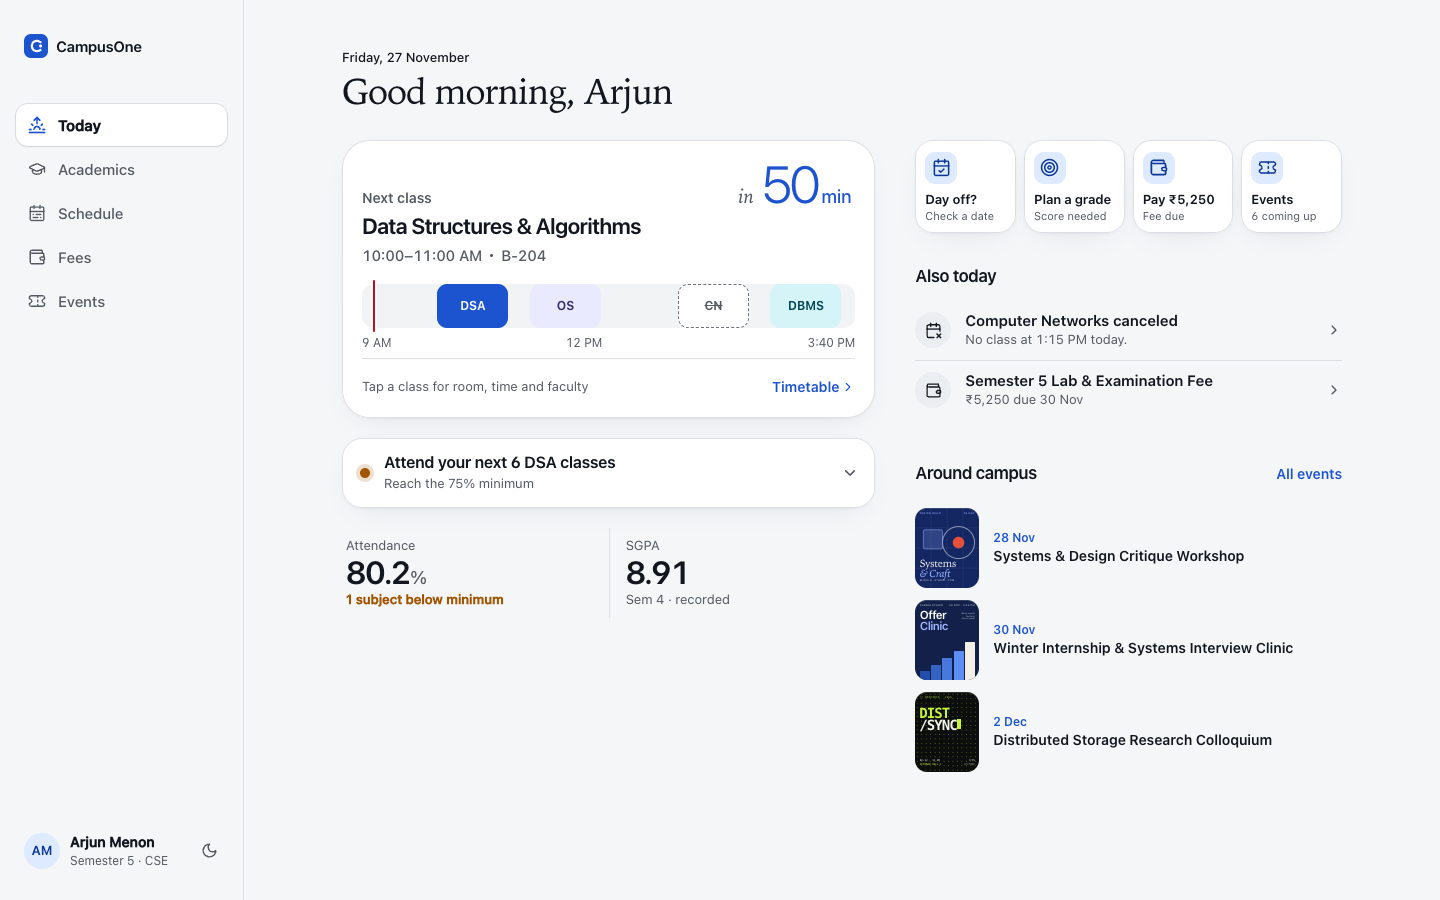 CampusOne
Today
Academics
Schedule
Fees
Events
AM
Arjun Menon
Semester 5 · CSE
Friday, 27 November
Good morning, Arjun
Next class
in 50 min
Data Structures & Algorithms
10:00–11:00 AM • B-204
DSA
OS
CN
DBMS
9 AM
12 PM
3:40 PM
Tap a class for room, time and faculty
Timetable
Attend your next 6 DSA classes
Reach the 75% minimum
Attendance
80.2%
1 subject below minimum
SGPA
8.91
Sem 4 · recorded
Day off?
Check a date
Plan a grade
Score needed
Pay ₹5,250
Fee due
Events
6 coming up
Also today
Computer Networks canceled
No class at 1:15 PM today.
Semester 5 Lab & Examination Fee
₹5,250 due 30 Nov
Around campus
All events
Systems
& Craft
28 Nov
Systems & Design Critique Workshop
Offer
Clinic
30 Nov
Winter Internship & Systems Interview Clinic
DIST
/SYNC
2 Dec
Distributed Storage Research Colloquium